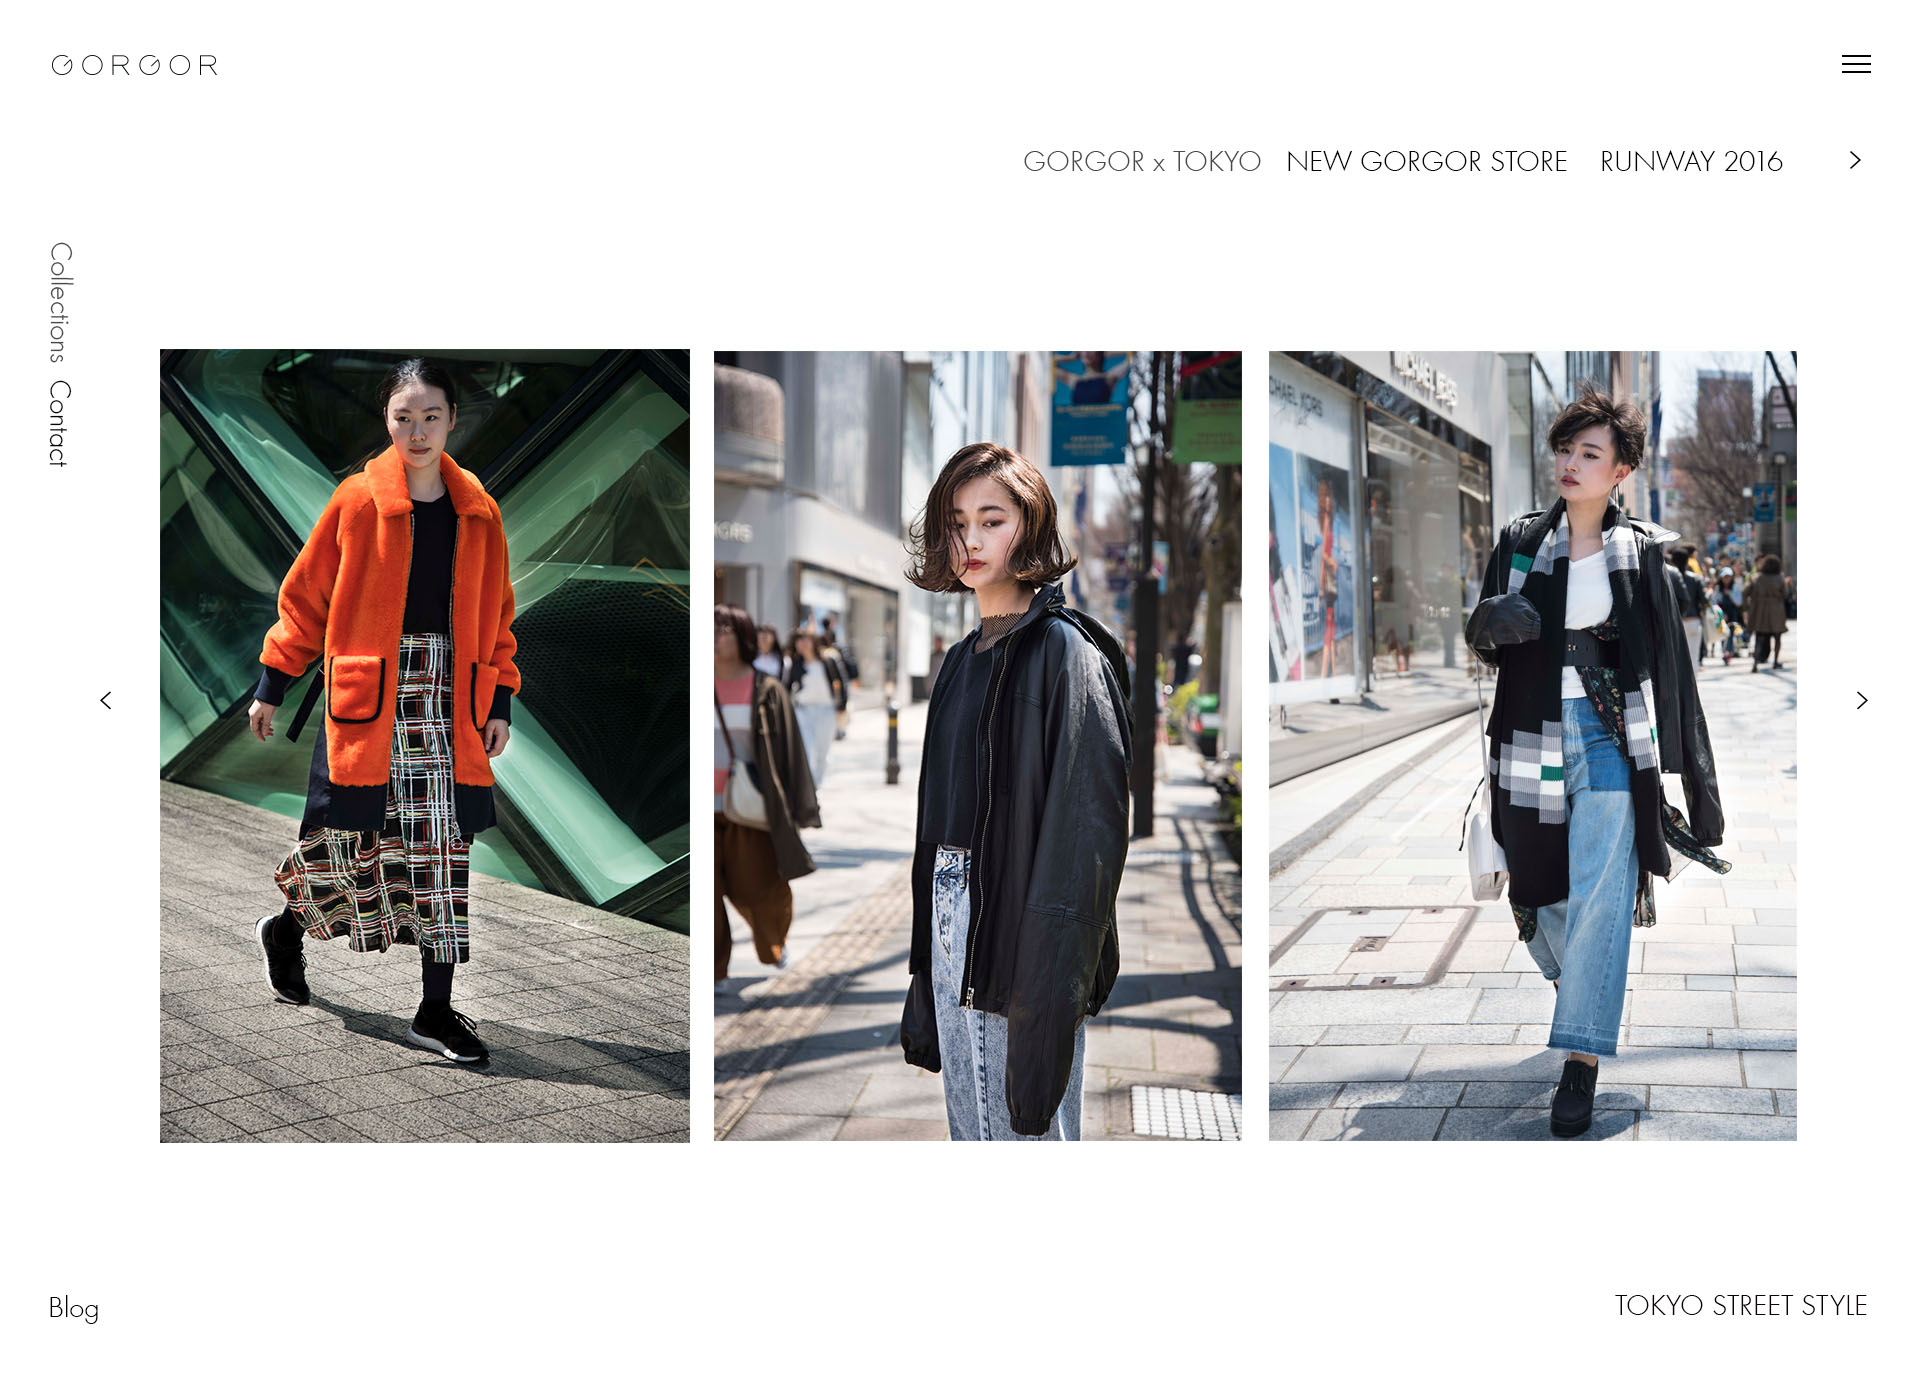 GORGOR
GORGOR x TOKYO NEW GORGOR STORE RUNWAY 2016
Collections Contact
MICHAEL KORS
Blog
TOKYO STREET STYLE